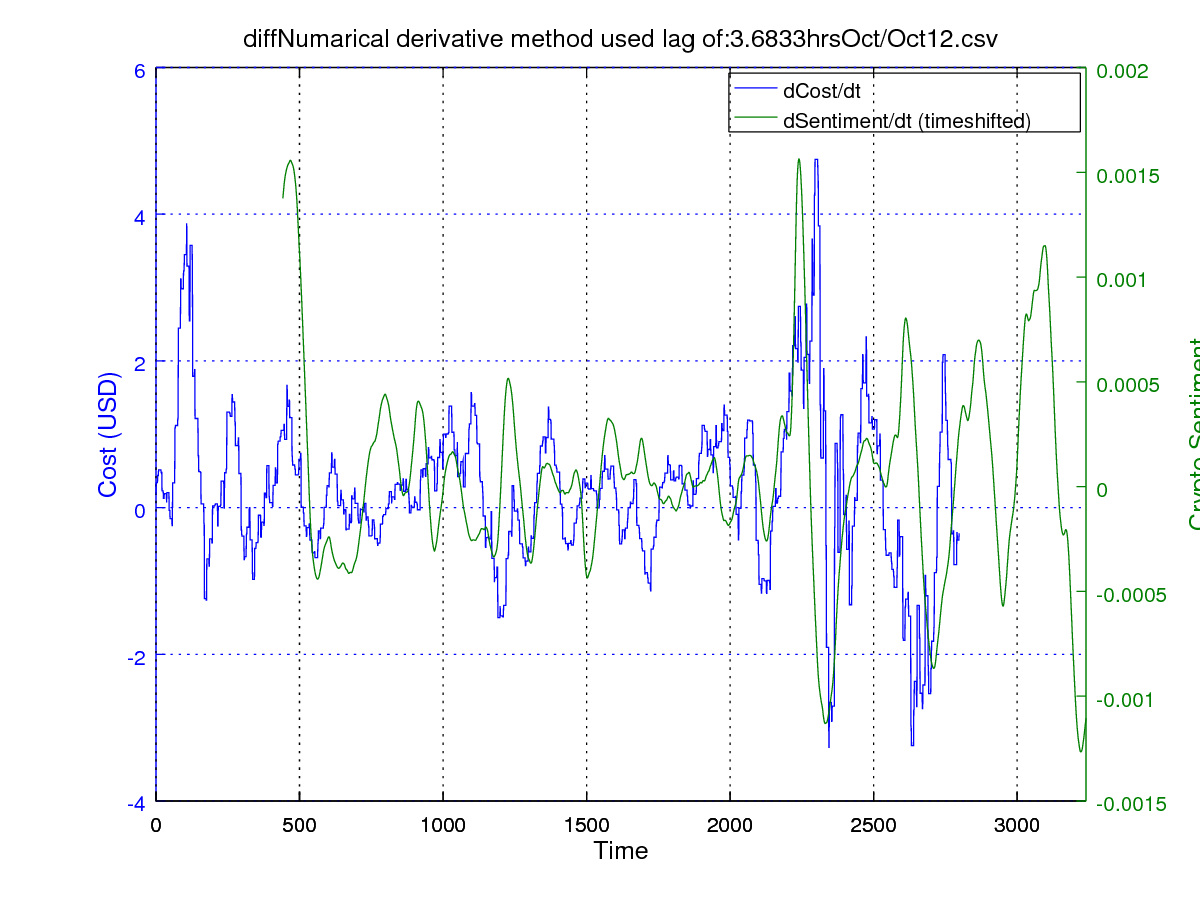 diffNumarical derivative method used lag of:3.6833hrsOct/Oct12.csv
6
4
2
0
-2
-4
Cost (USD)
dCost/dt
dSentiment/dt (timeshifted)
0.002
0.0015
0.001
0.0005
0
-0.0005
-0.001
-0.0015
Crypto Sentiment
0 500 1000 1500 2000 2500 3000
Time